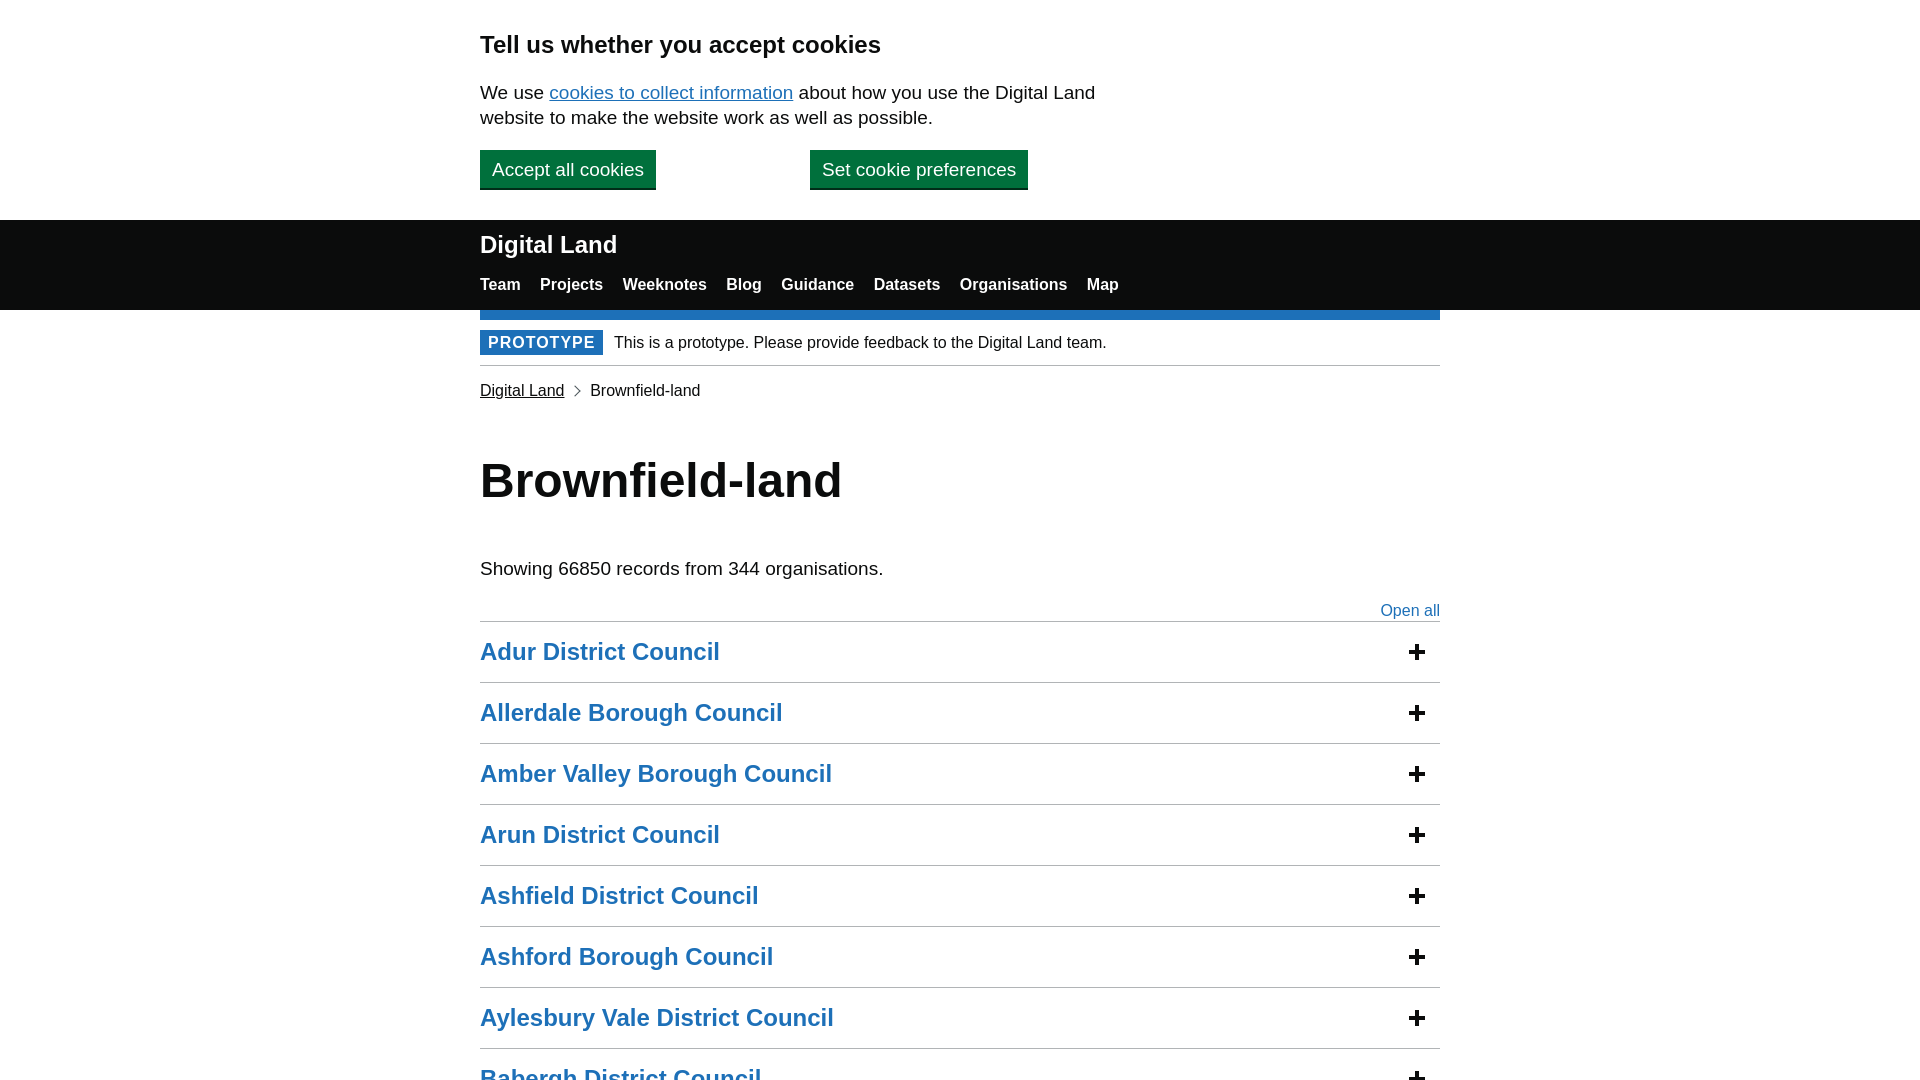 Tell us whether you accept cookies
We use cookies to collect information about how you use the Digital Land
website to make the website work as well as possible.
Accept all cookies
Set cookie preferences
Digital Land
Team Projects Weeknotes Blog Guidance Datasets Organisations Map
PROTOTYPE This is a prototype. Please provide feedback to the Digital Land team.
Digital Land Brownfield-land
Brownfield-land
Showing 66850 records from 344 organisations.
Open all
Adur District Council
Allerdale Borough Council
Amber Valley Borough Council
Arun District Council
Ashfield District Council
Ashford Borough Council
Aylesbury Vale District Council
Babergh District Council